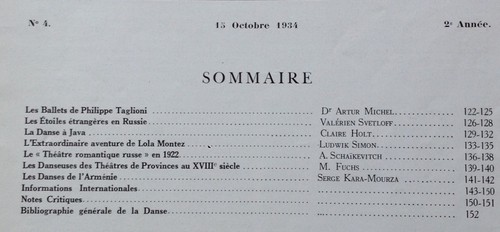 N° 4. 15 Octobre 1934 2e Année.
SOMMAIRE
Les Ballets de Philippe Taglioni Dr Artur Michel. 122-125
Les Étoiles étrangères en Russie Valérien Svetloff. 126-128
La Danse à Java Claire Holt. 129-132
L'Extraordinaire aventure de Lola Montez Ludwik Simon. 133-135
Le « Théâtre romantique russe » en 1922. A. Schaïkevitch 136-138
Les Danseuses des Théâtres de Provinces au XVIIIe siècle M. Fuchs 139-140
Les Danses de l'Arménie Serge Kara-Mourza 141-142
Informations Internationales 143-150
Notes Critiques 150-151
Bibliographie générale de la Danse 152